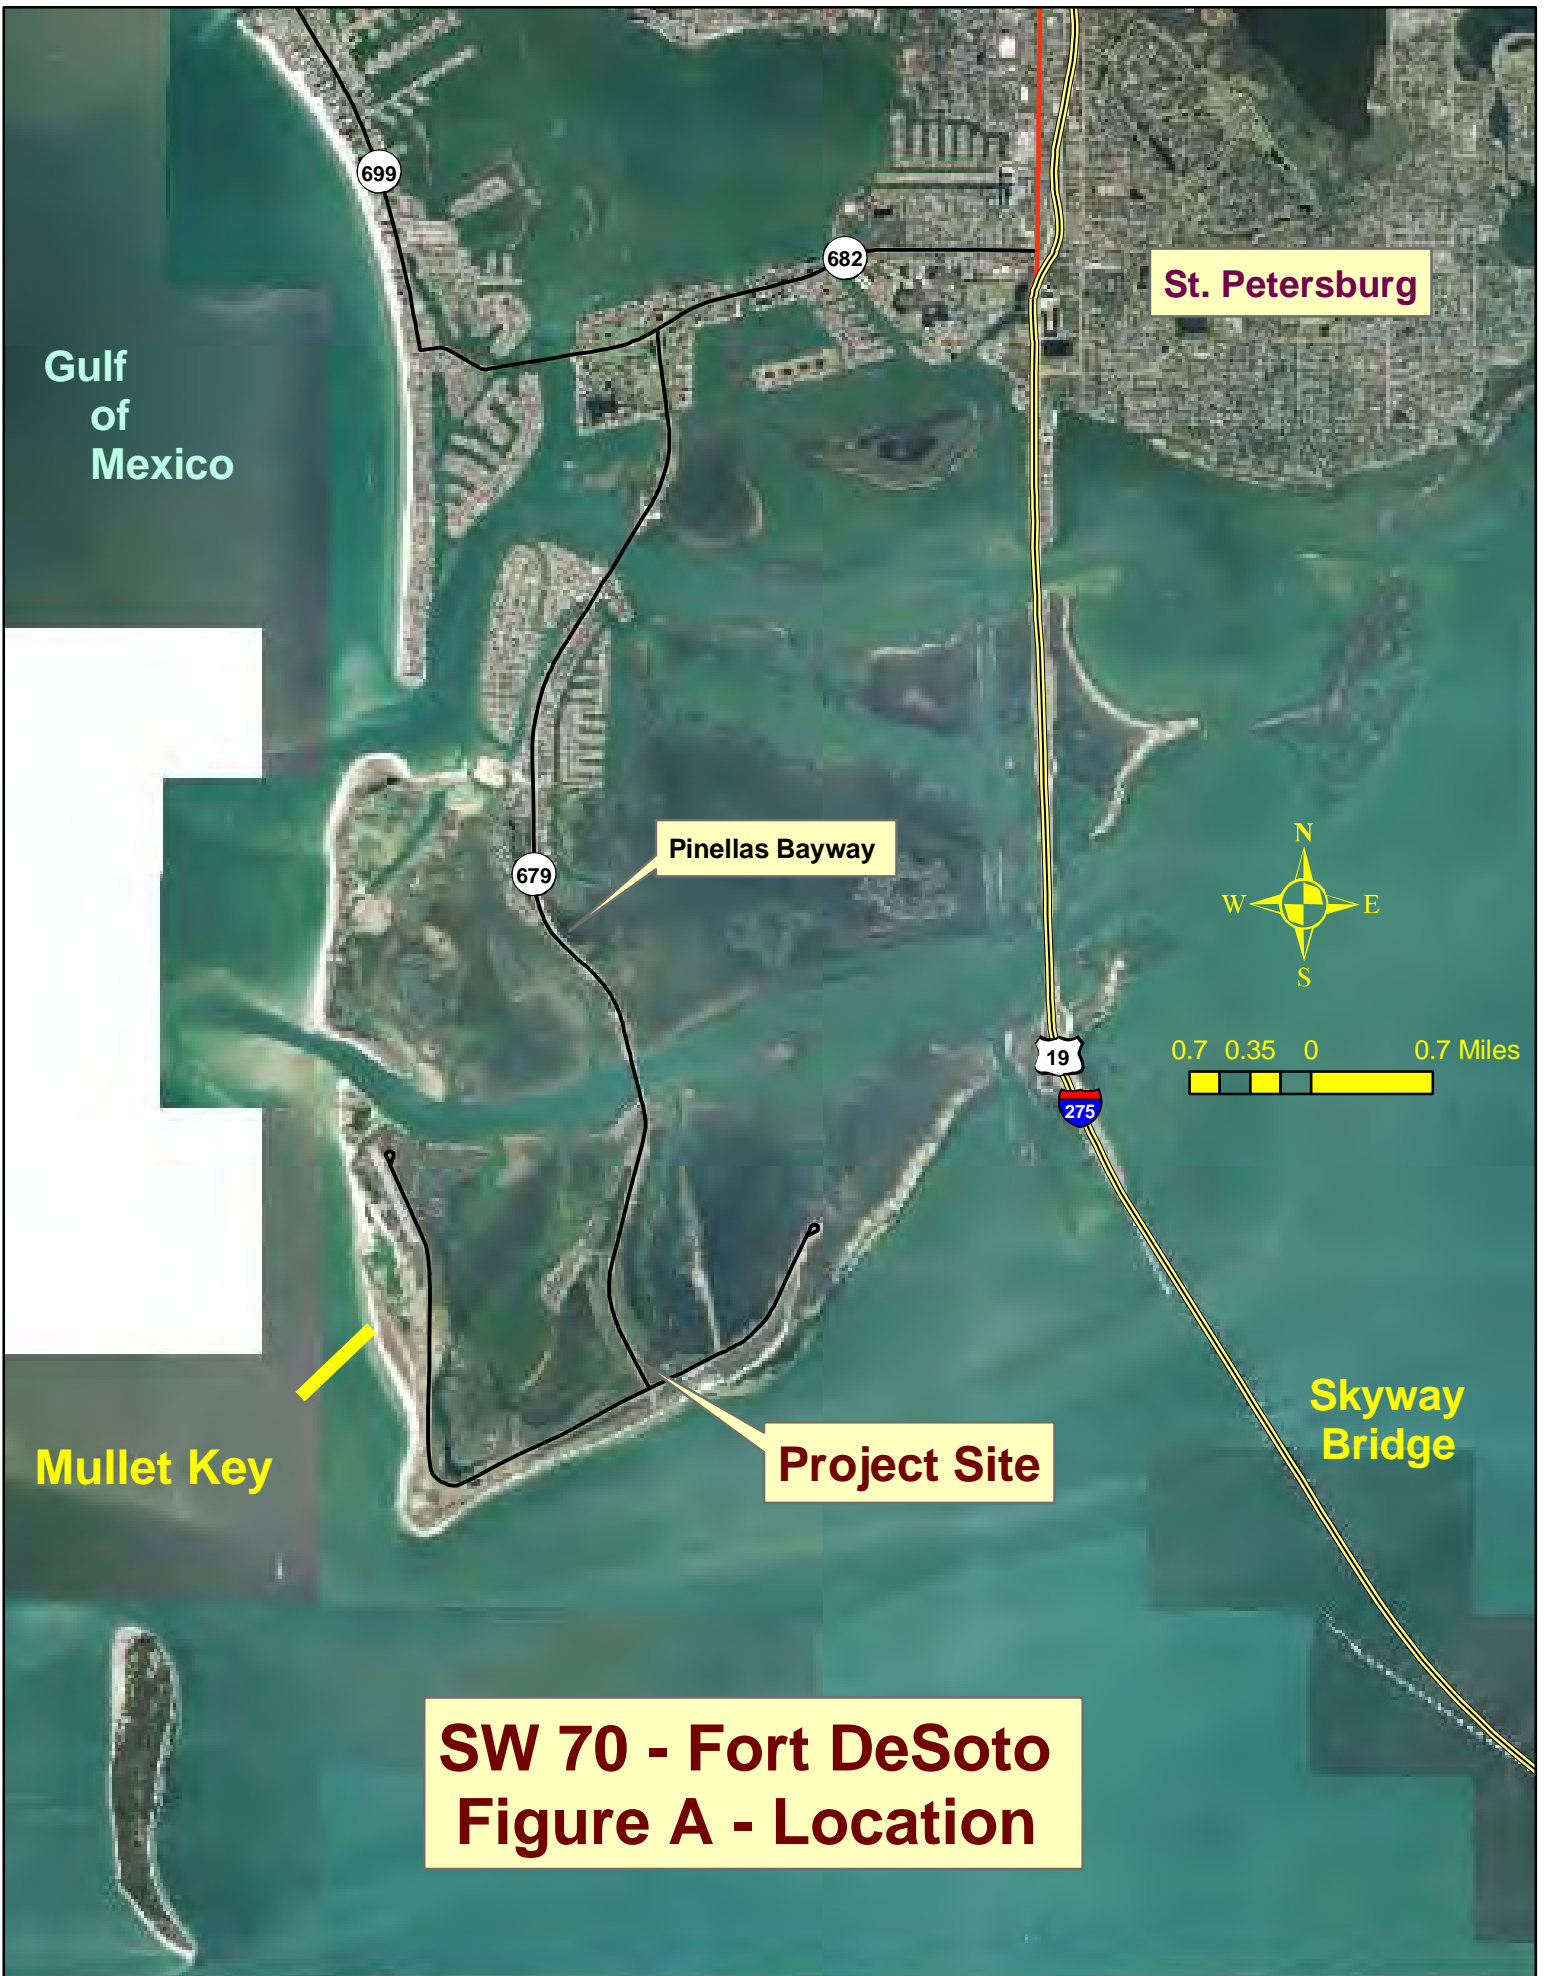 699
682
St. Petersburg
Gulf
of
Mexico
Pinellas Bayway
679
N
W E
S
19
0.7 0.35 0 0.7 Miles
275
Skyway
Bridge
Mullet Key
Project Site
SW 70 - Fort DeSoto
Figure A - Location